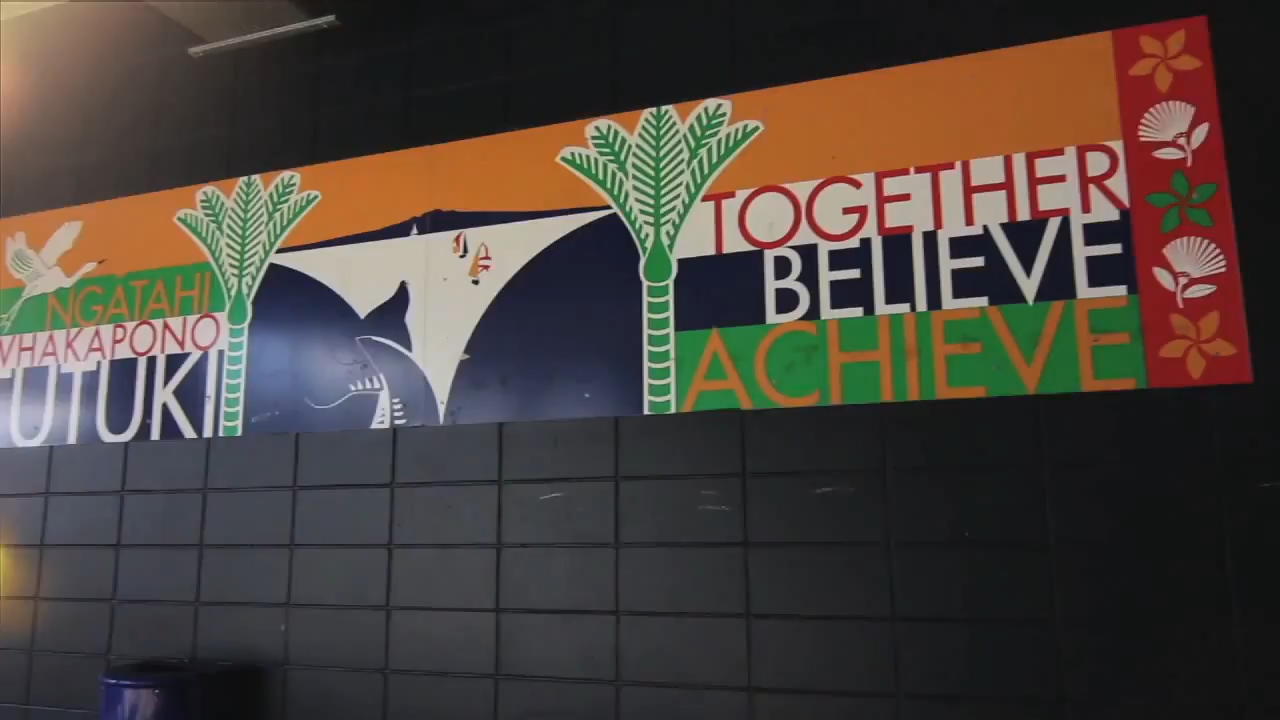 NGATAHI
WHAKAPONO
TUTUKI
TOGETHER
BELIEVE
ACHIEVE